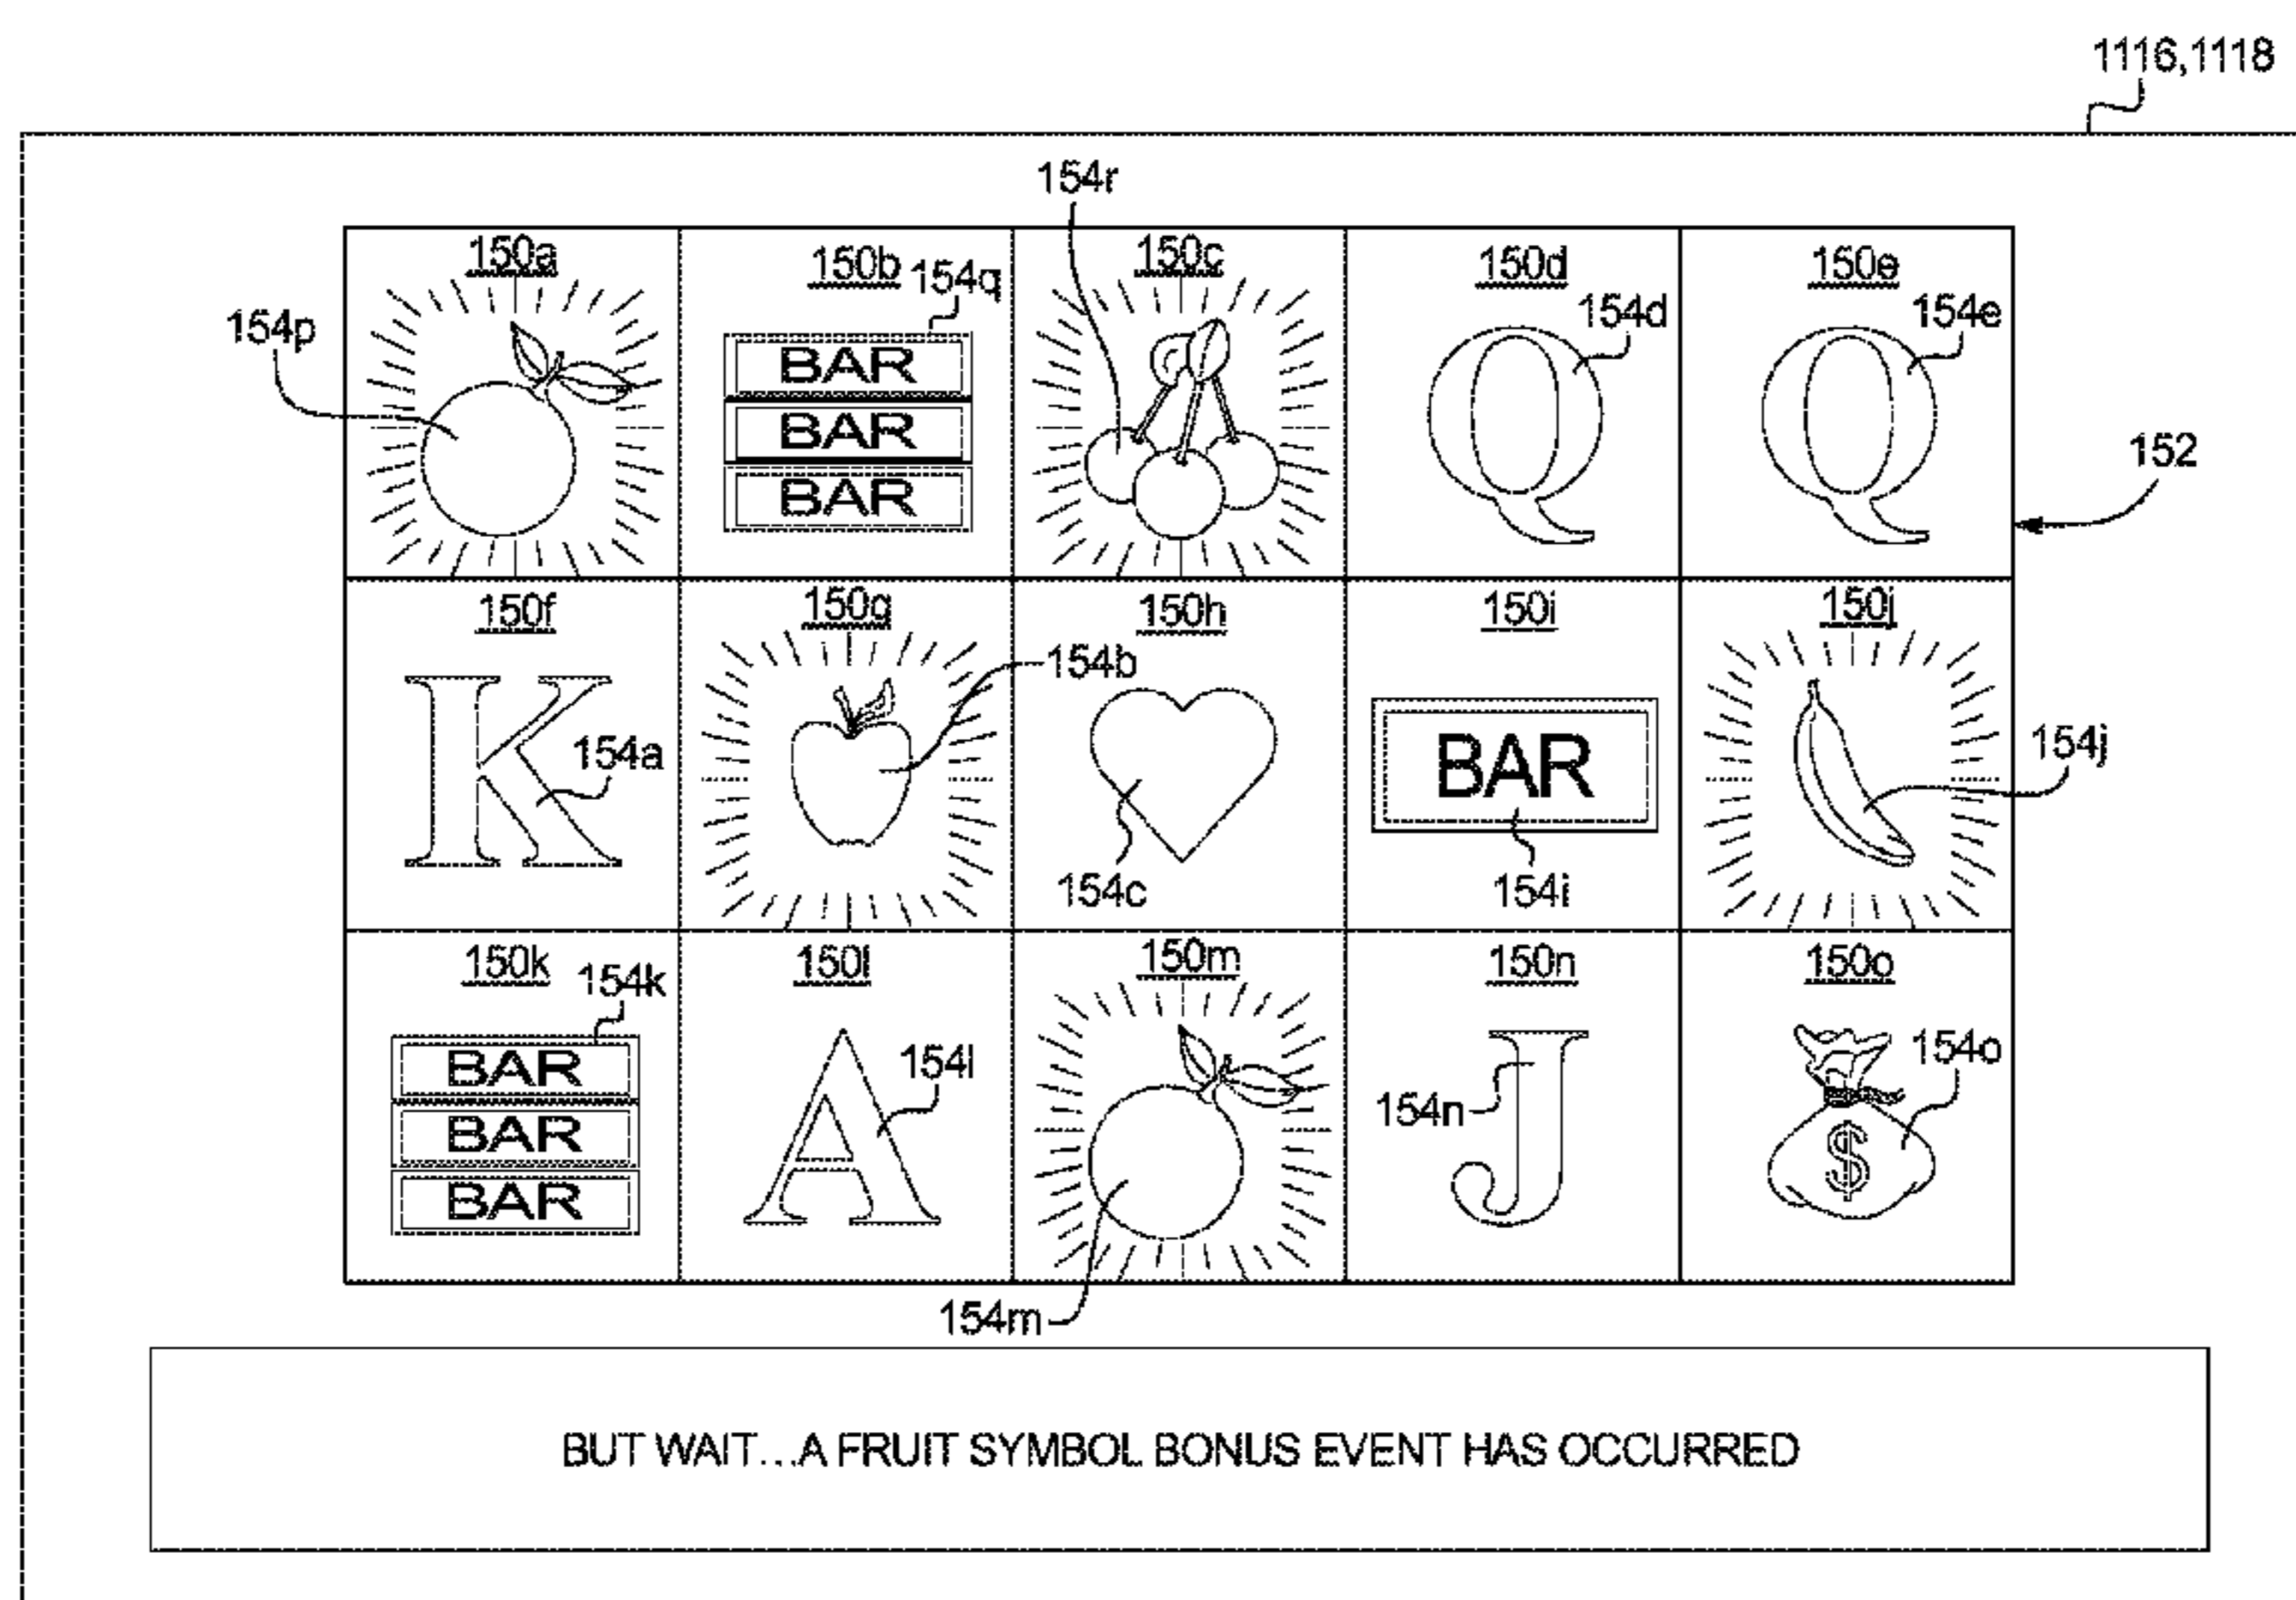 1116,1118
154r
150a
150b
154q
150c
150d
150e
154p
154d
154e
BAR
BAR
BAR
Q
Q
152
150f
150g
150h
150i
150j
154b
K
154a
BAR
154j
154c
154i
150k
154k
150l
150m
150n
150o
BAR
BAR
BAR
A
154l
J
154n
$
154o
154m
BUT WAIT...A FRUIT SYMBOL BONUS EVENT HAS OCCURRED